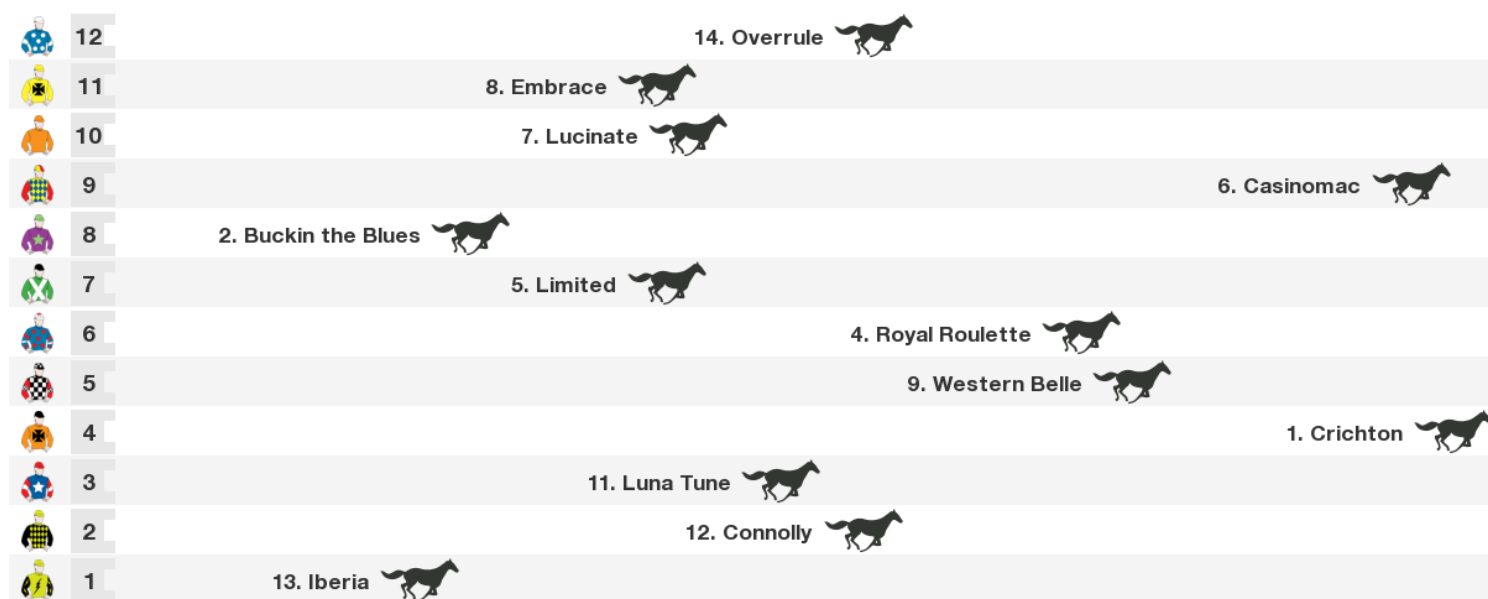 12 14. Overrule
11 8. Embrace
10 7. Lucinate
9 6. Casinomac
8 2. Buckin the Blues
7 5. Limited
6 4. Royal Roulette
5 9. Western Belle
4 1. Crichton
3 11. Luna Tune
2 12. Connolly
1 13. Iberia